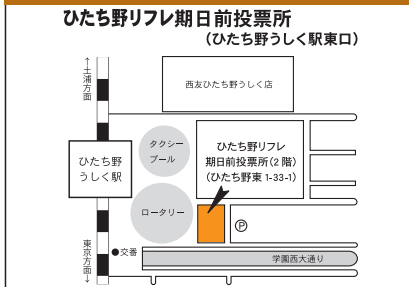 ひたち野リフレ期日前投票所
(ひたち野うしく駅東口)
←土浦方面
西友ひたち野うしく店
タクシー
プール
ひたち野リフレ
期日前投票所(2 階)
(ひたち野東 1-33-1)
ひたち野
うしく駅
ロータリー
P
●交番
東京方面→
学園西大通り